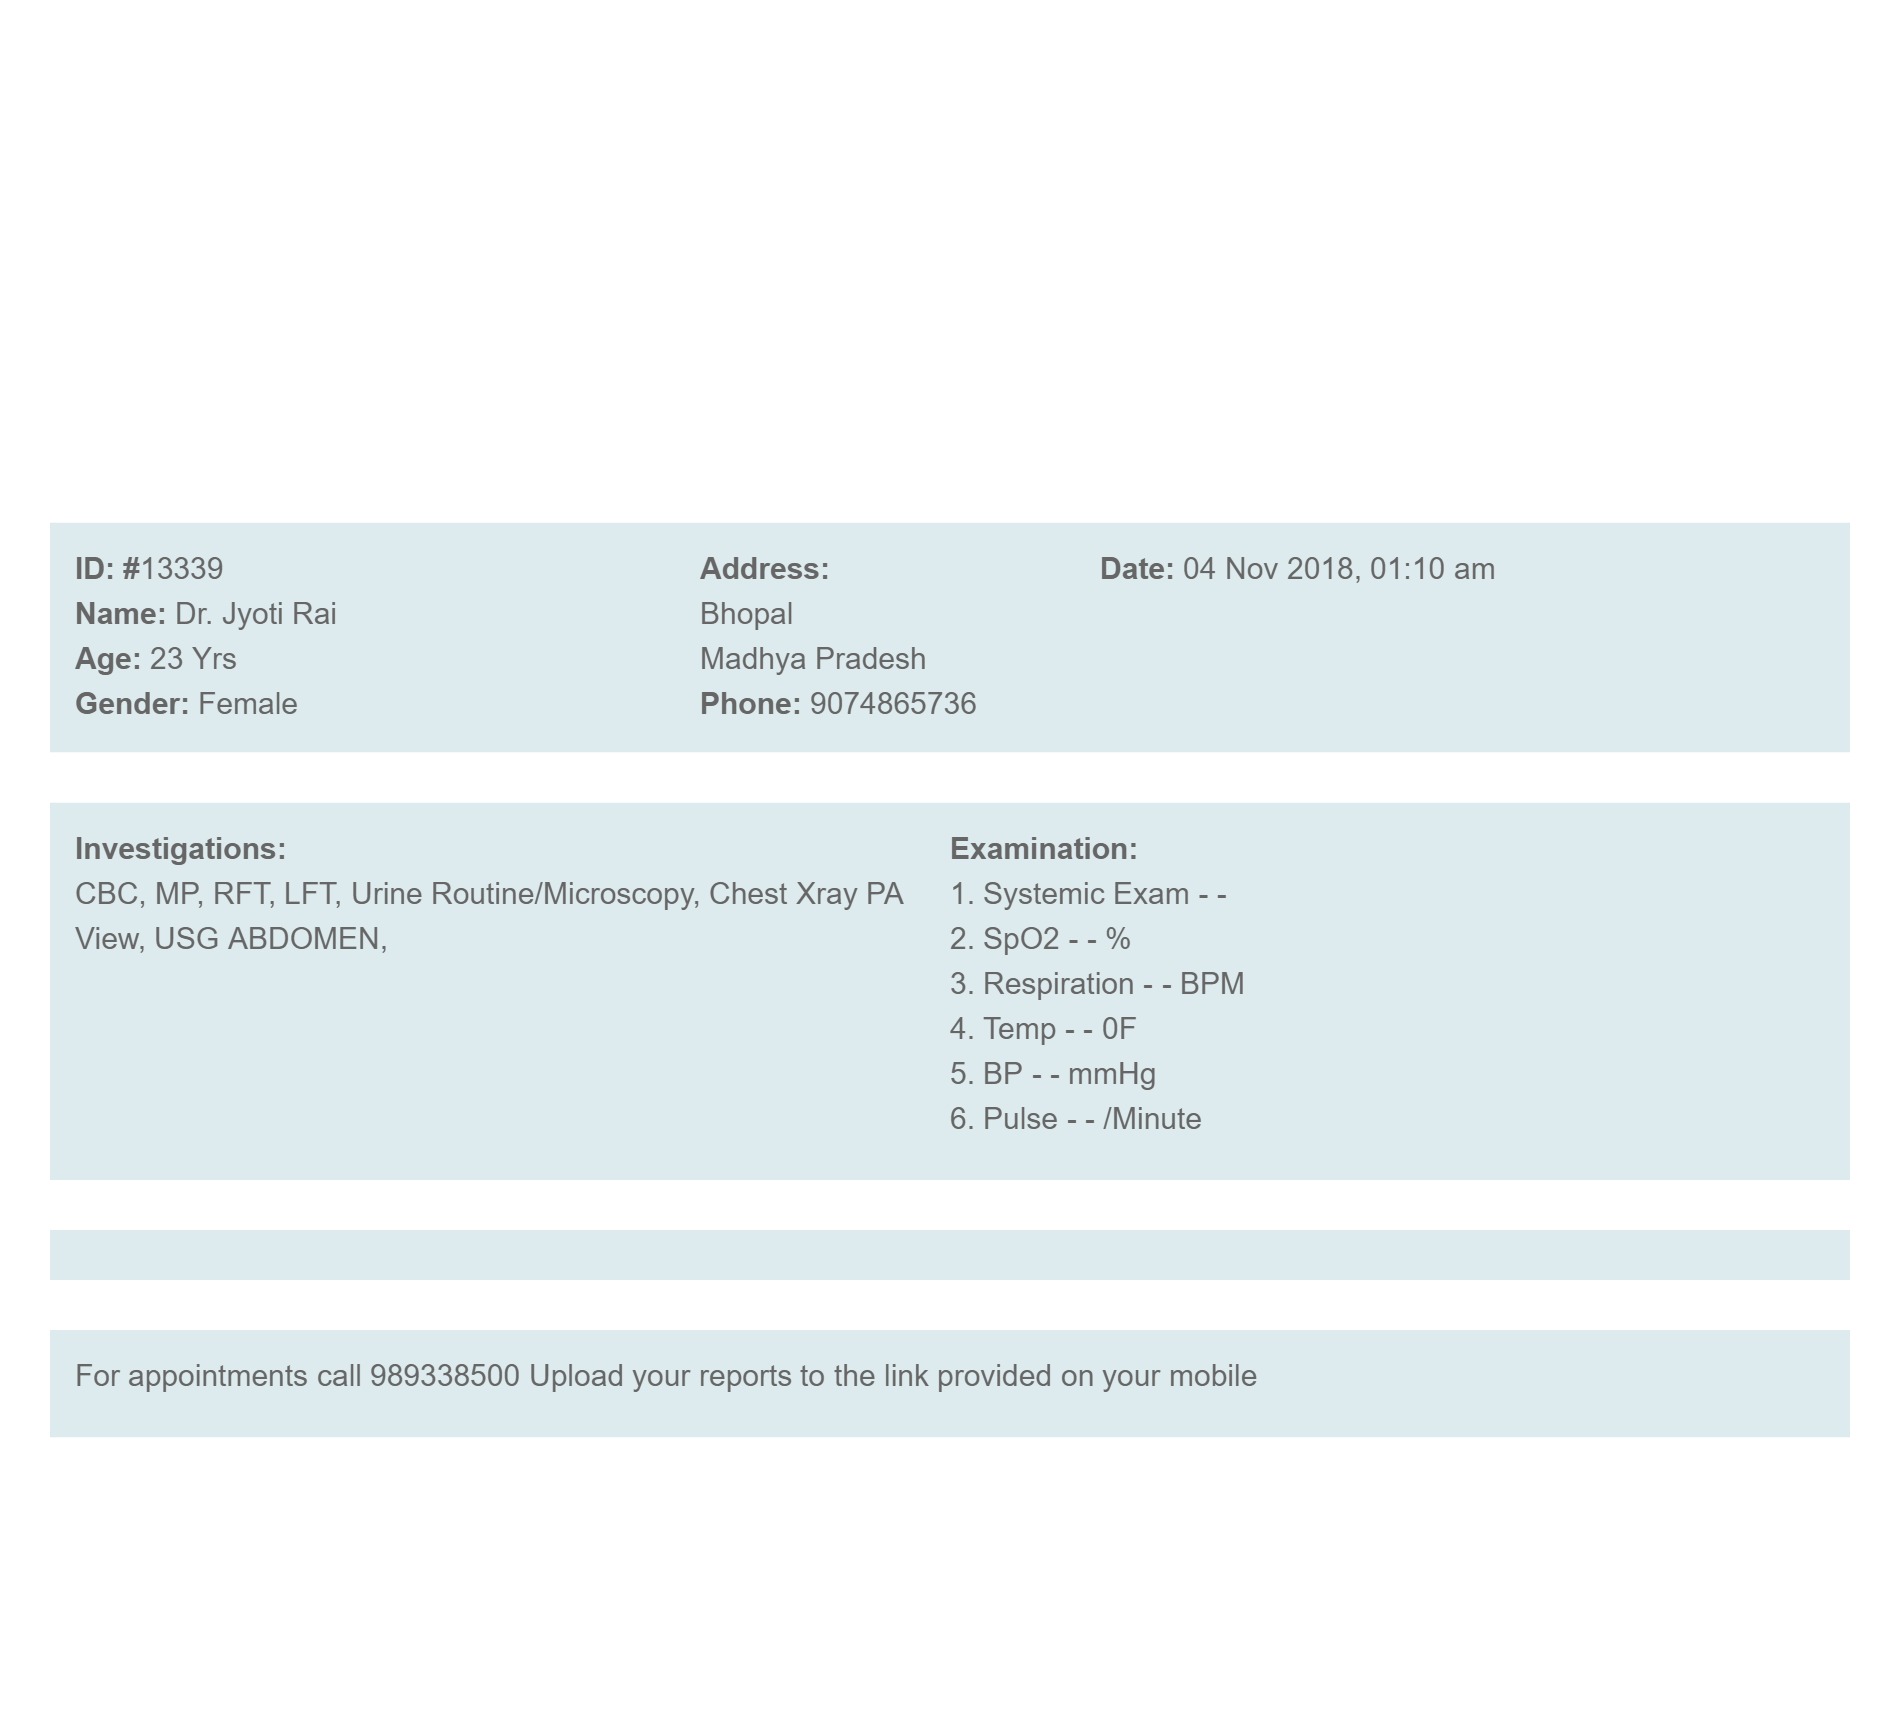 ID: #13339
Name: Dr. Jyoti Rai
Age: 23 Yrs
Gender: Female
Address:
Bhopal
Madhya Pradesh
Phone: 9074865736
Date: 04 Nov 2018, 01:10 am
Investigations:
CBC, MP, RFT, LFT, Urine Routine/Microscopy, Chest Xray PA
View, USG ABDOMEN,
Examination:
1. Systemic Exam - -
2. SpO2 - - %
3. Respiration - - BPM
4. Temp - - 0F
5. BP - - mmHg
6. Pulse - - /Minute
For appointments call 989338500 Upload your reports to the link provided on your mobile